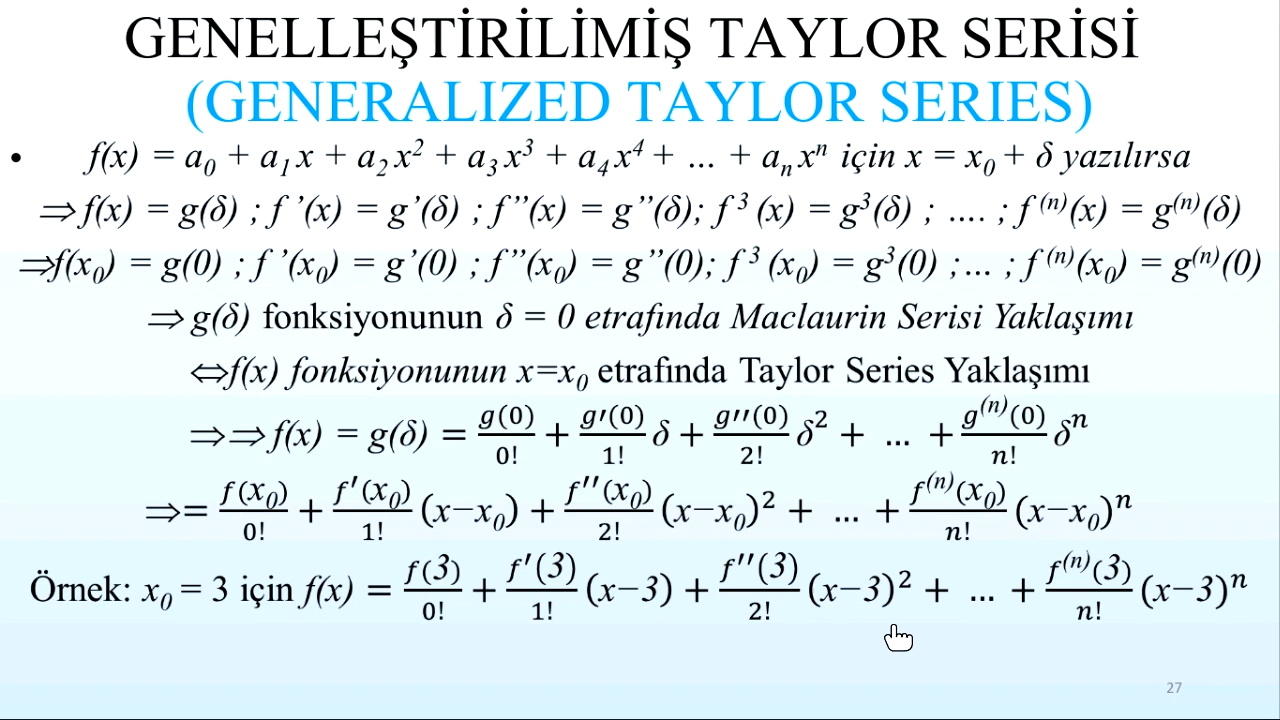 GENELLEŞTİRİLİMİŞ TAYLOR SERİSİ
(GENERALIZED TAYLOR SERIES)
• f(x) = a₀ + a₁x + a₂x² + a₃x³ + a₄x⁴ + … + aₙxⁿ için x = x₀ + δ yazılırsa
⇒f(x) = g(δ) ; f ’(x) = g’(δ) ; f ”(x) = g ”(δ); f ³ (x) = g³(δ) ; …. ; f ⁽ⁿ⁾(x) = g⁽ⁿ⁾(δ)
⇒f(x₀) = g(0) ; f ’(x₀) = g’(0) ; f ”(x₀) = g ”(0); f ³ (x₀) = g³(0) ;… ; f ⁽ⁿ⁾(x₀) = g⁽ⁿ⁾(0)
⇒ g(δ) fonksiyonunun δ = 0 etrafında Maclaurin Serisi Yaklaşımı
⇔f(x) fonksiyonunun x=x₀ etrafında Taylor Series Yaklaşımı
⇒⇒f(x) = g(δ) = g(0)/0! + g′(0)/1! δ + g′′(0)/2! δ² + … + g⁽ⁿ⁾(0)/n! δⁿ
⇒= f(x₀)/0! + f′(x₀)/1! (x−x₀) + f′′(x₀)/2! (x−x₀)² + … + f⁽ⁿ⁾(x₀)/n! (x−x₀)ⁿ
Örnek: x₀ = 3 için f(x) = f(3)/0! + f′(3)/1! (x−3) + f′′(3)/2! (x−3)² + … + f⁽ⁿ⁾(3)/n! (x−3)ⁿ
27